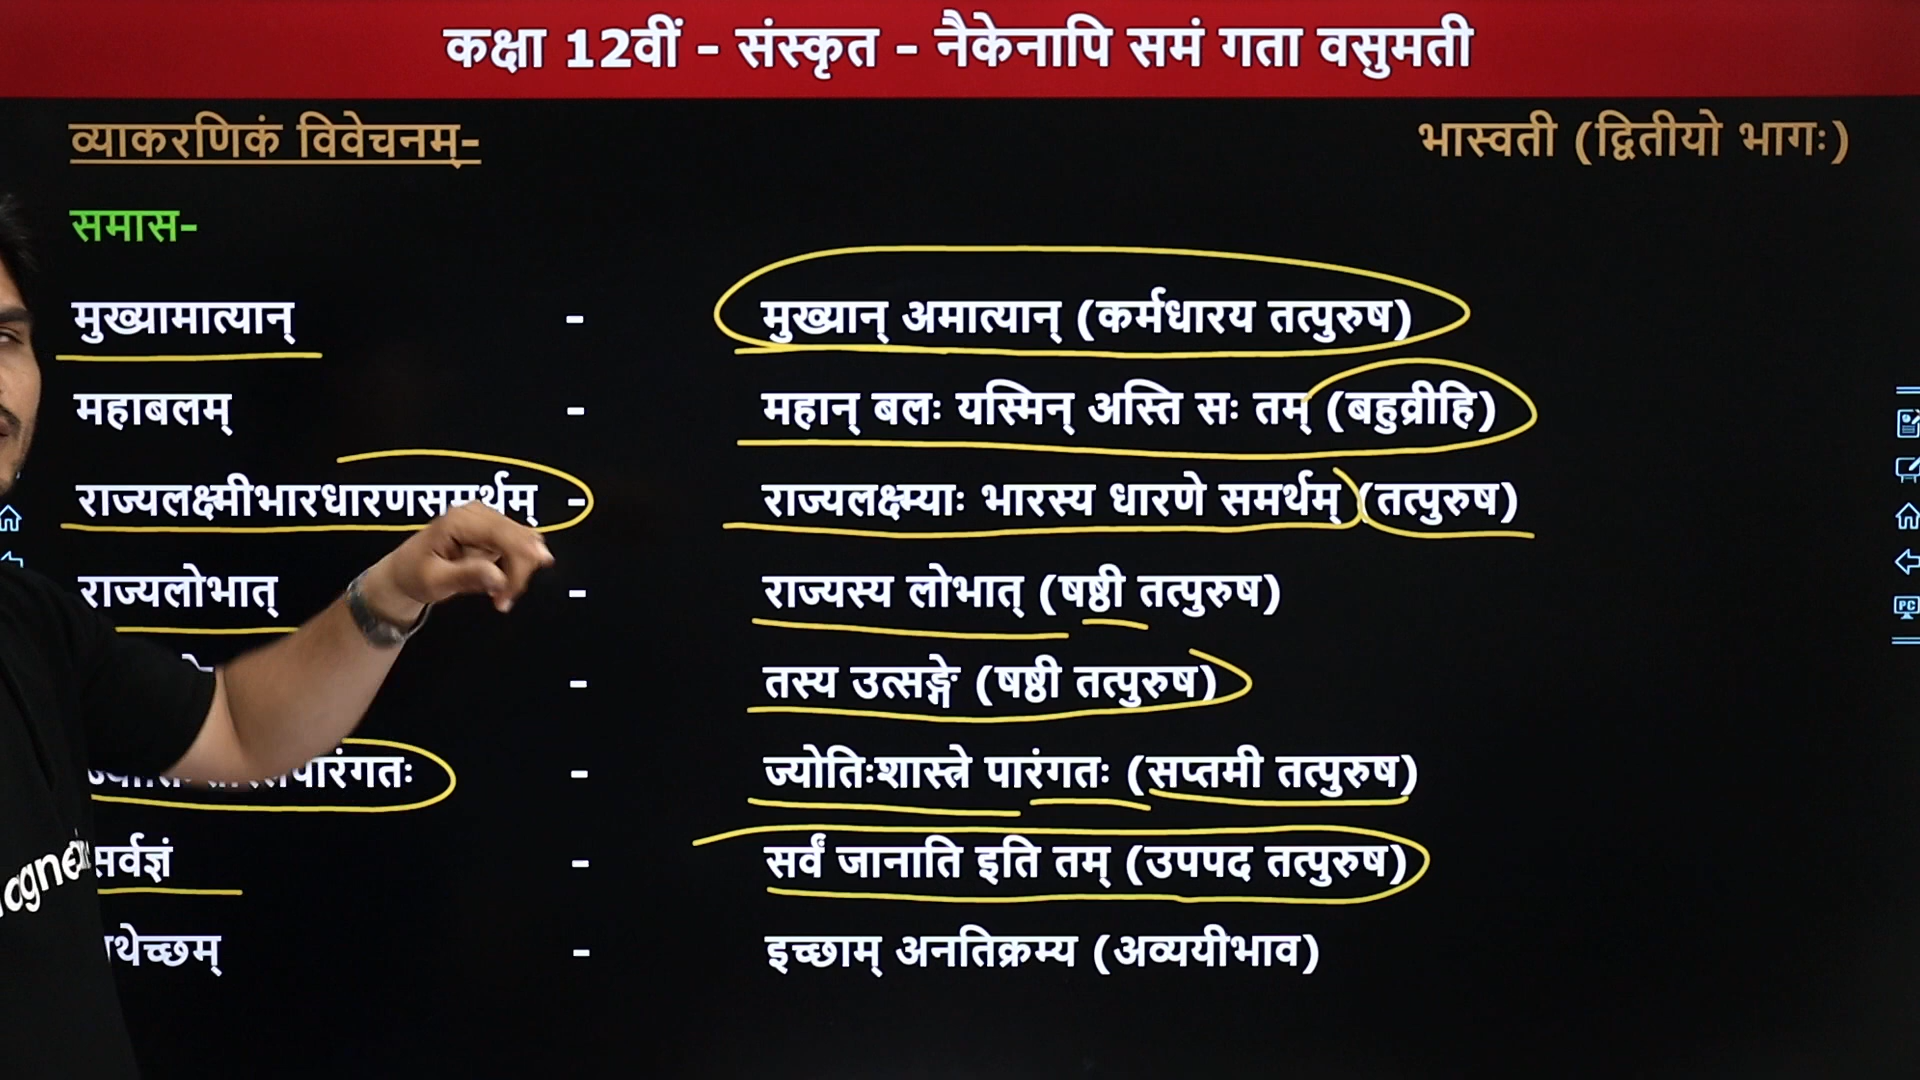 कक्षा 12वीं - संस्कृत - नैकेनापि समं गता वसुमती
व्याकरणिकं विवेचनम्-
भास्वती (द्वितीयो भागः)
समास-
मुख्यामात्यान् - मुख्यान् अमात्यान् (कर्मधारय तत्पुरुष)
महाबलम् - महान् बलः यस्मिन् अस्ति सः तम् (बहुव्रीहि)
राज्यलक्ष्मीभारधारणसमर्थम् - राज्यलक्ष्म्याः भारस्य धारणे समर्थम् (तत्पुरुष)
राज्यलोभात् - राज्यस्य लोभात् (षष्ठी तत्पुरुष)
- तस्य उत्सङ्गे (षष्ठी तत्पुरुष)
- ज्योतिःशास्त्रे पारंगतः (सप्तमी तत्पुरुष)
सर्वज्ञं - सर्वं जानाति इति तम् (उपपद तत्पुरुष)
- इच्छाम् अनतिक्रम्य (अव्ययीभाव)
PC